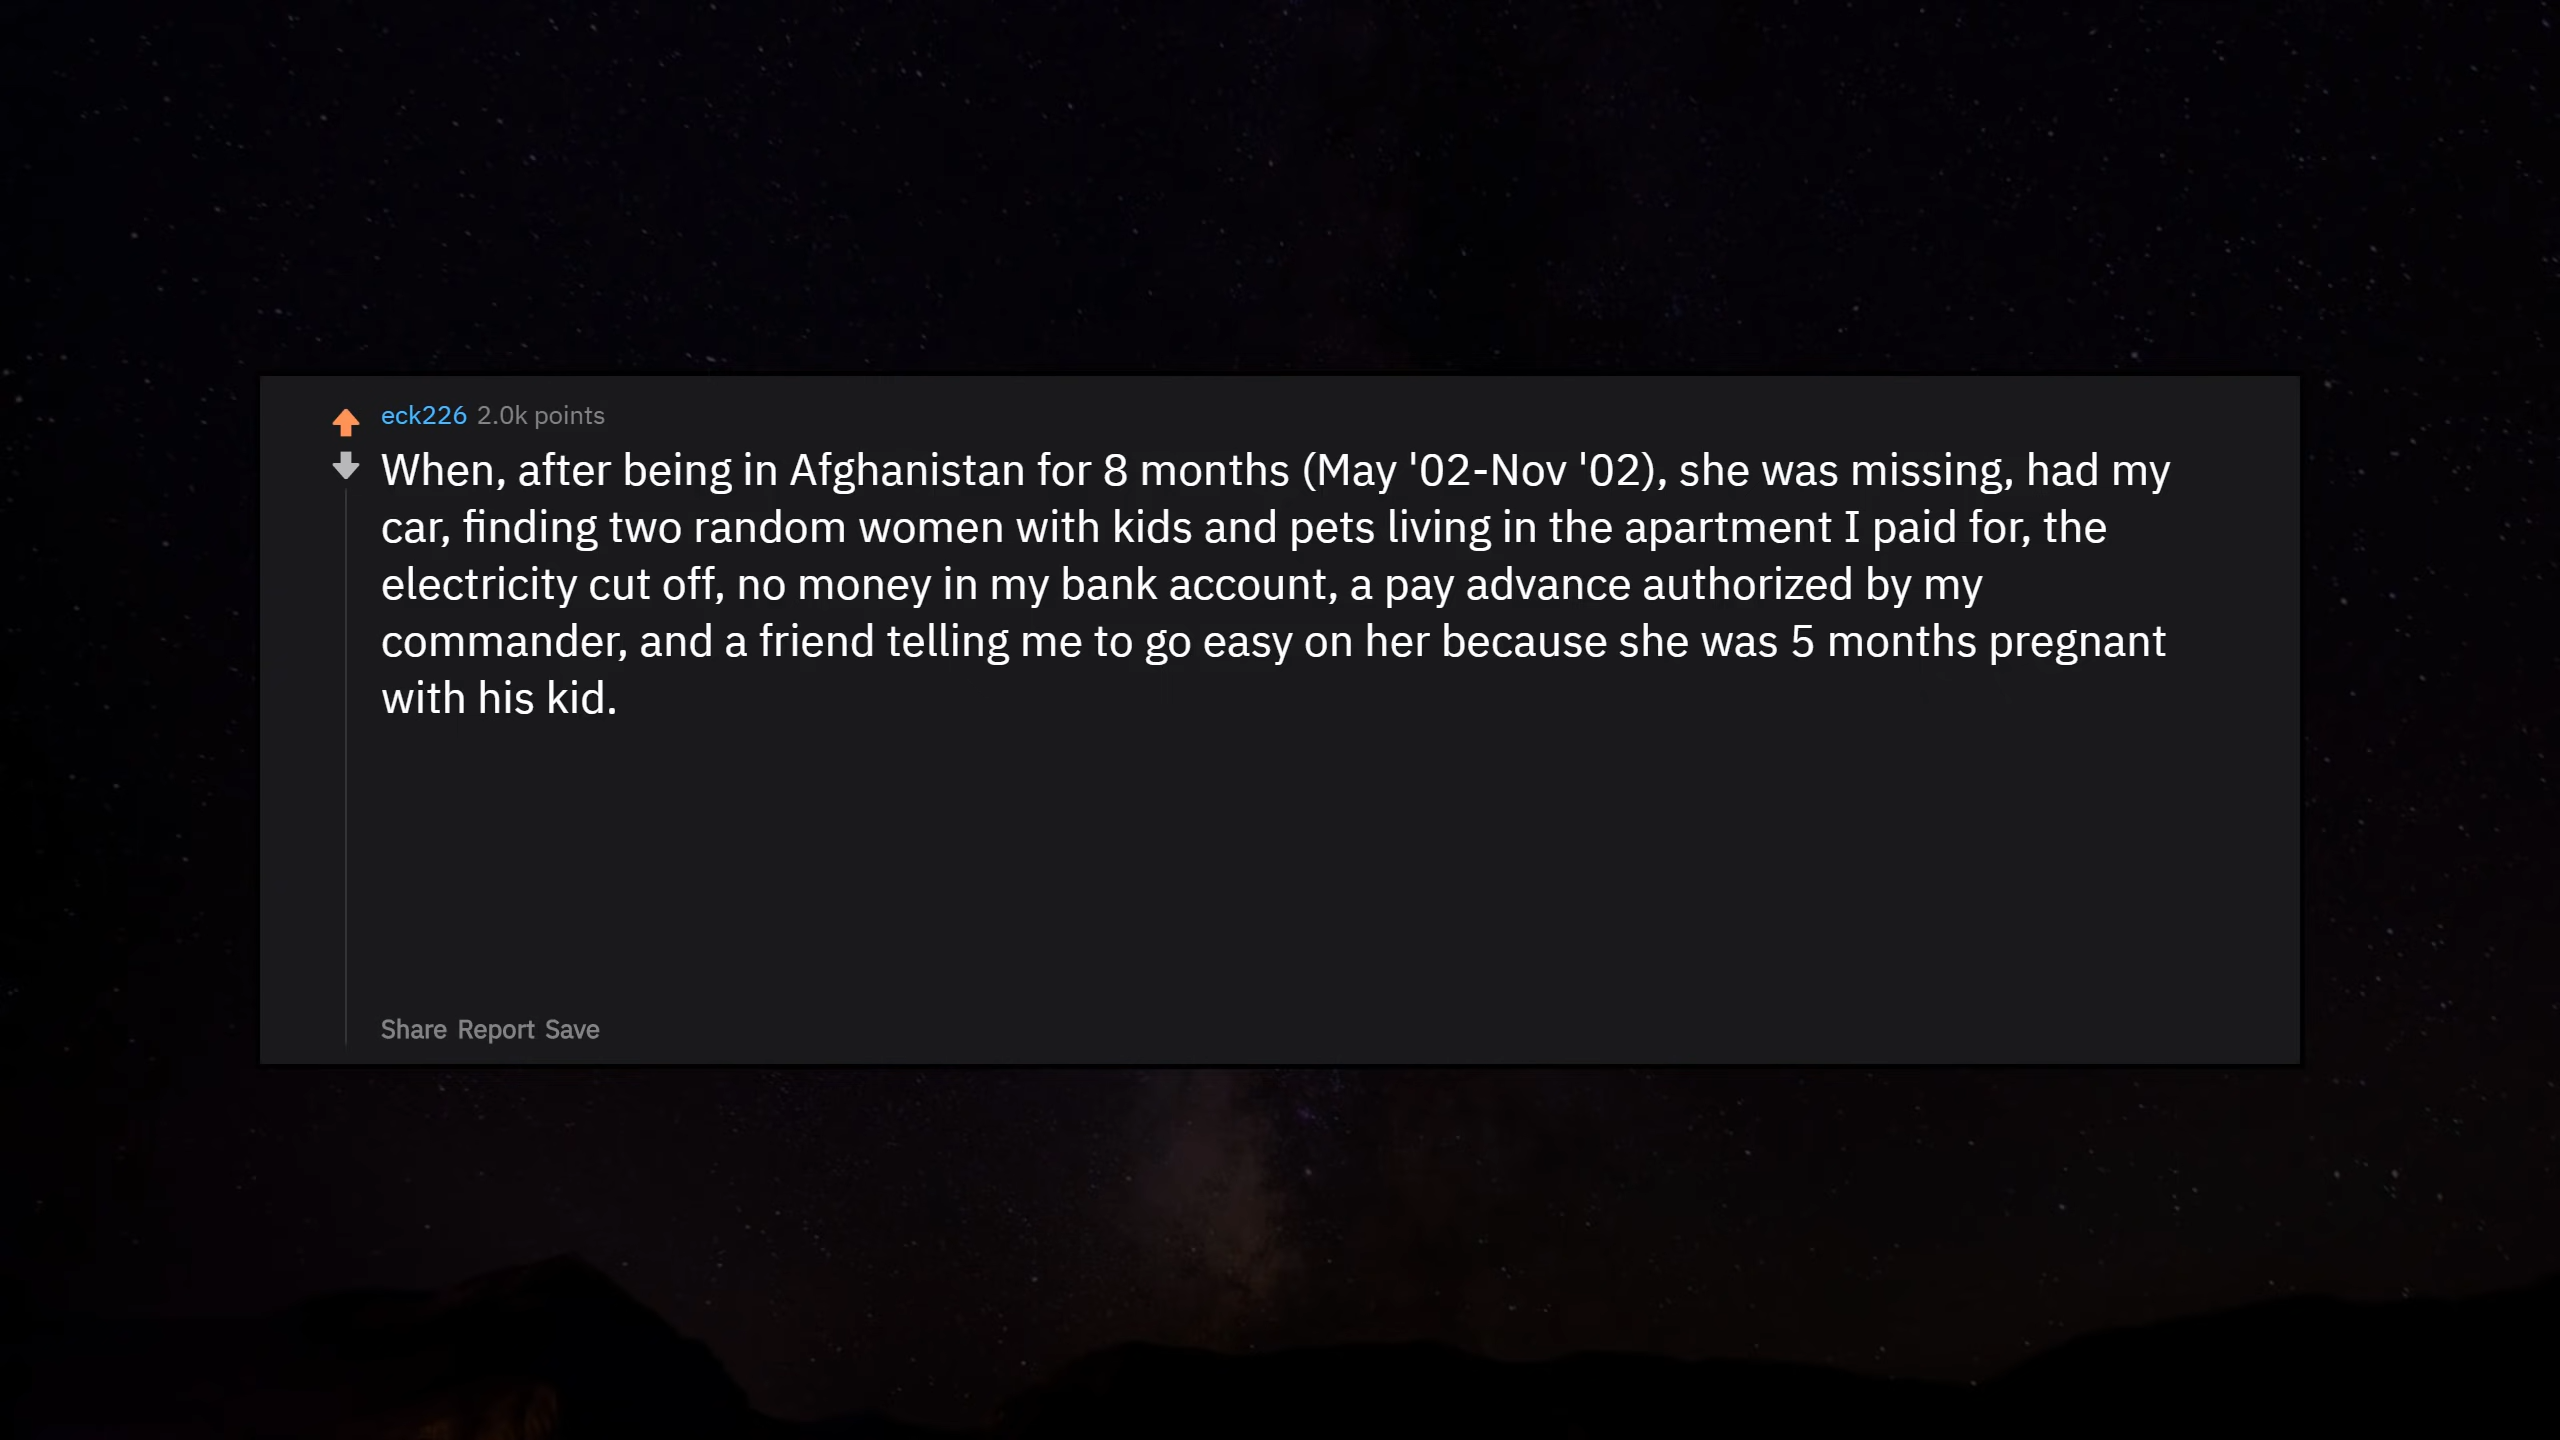 eck226 2.0k points
When, after being in Afghanistan for 8 months (May '02-Nov '02), she was missing, had my
car, finding two random women with kids and pets living in the apartment I paid for, the
electricity cut off, no money in my bank account, a pay advance authorized by my
commander, and a friend telling me to go easy on her because she was 5 months pregnant
with his kid.
Share Report Save